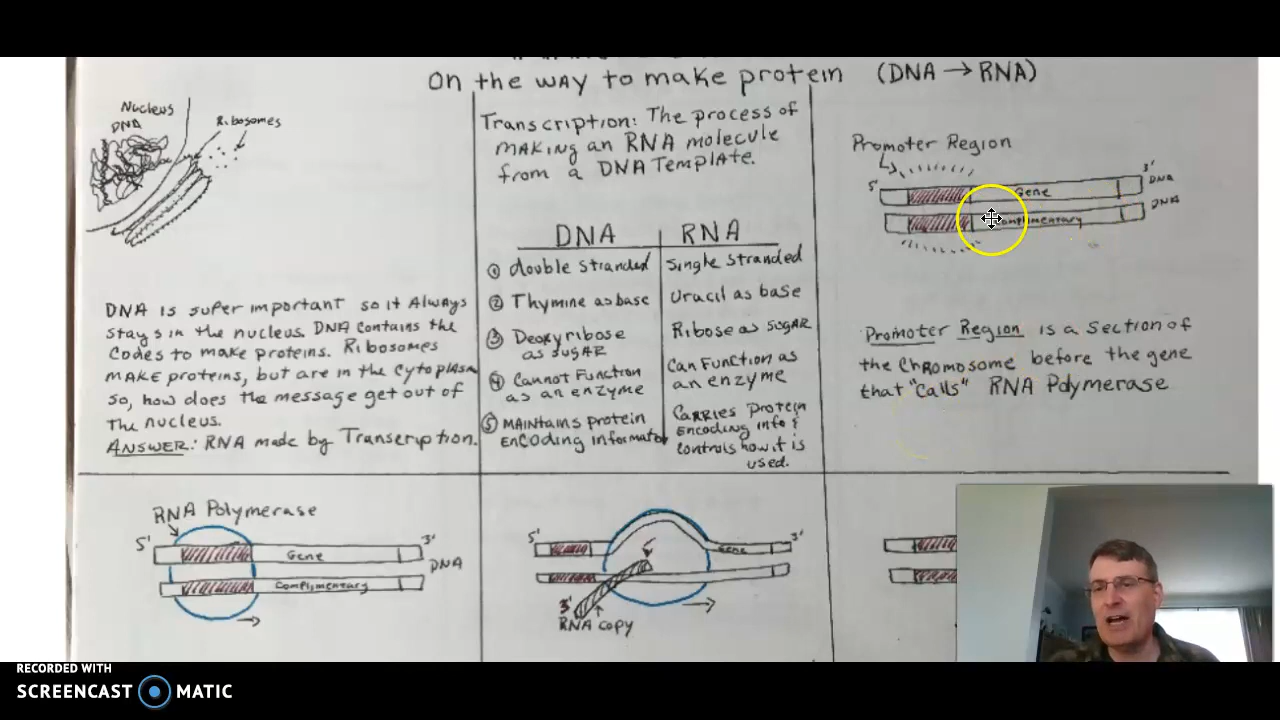 On the way to make protein (DNA → RNA)
Nucleus
DNA
Ribosomes
DNA is super important so it Always
stays in the nucleus. DNA contains the
Codes to make proteins. Ribosomes
MAKE proteins, but are in the cytoplasm
So, how does the message get out of
The nucleus.
ANSWER: RNA made by Transcription.
Transcription: The process of
MAKING an RNA molecule
from a DNA Template.
DNA
RNA
① double stranded
Single Stranded
② Thymine as base
Uracil as base
③ Deoxyribose
as SUGAR
Ribose as SUGAR
④ Cannot Function
as an enzyme
Can Function as
an enzyme
⑤ MAINTAINS protein
ENCODING information
CARRIES Protein
Encoding info &
controls how it is
used.
Promoter Region
5'
Gene
3'
DNA
Complimentary
DNA
Promoter Region is a section of
the Chromosome before the gene
that "Calls" RNA Polymerase
RNA Polymerase
5'
Gene
3'
DNA
Complimentary
5'
Gene
3'
3'
RNA copy
RECORDED WITH
SCREENCAST MATIC